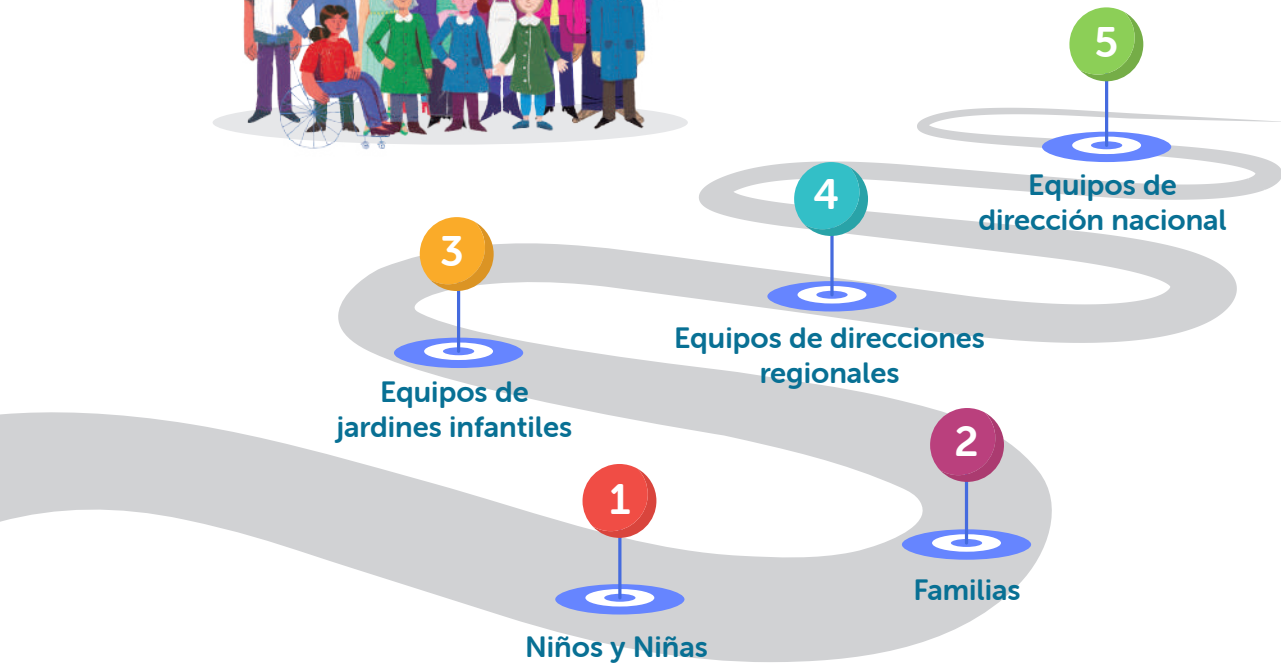 5
Equipos de
dirección nacional
4
Equipos de direcciones
regionales
3
Equipos de
jardines infantiles
2
Familias
1
Niños y Niñas